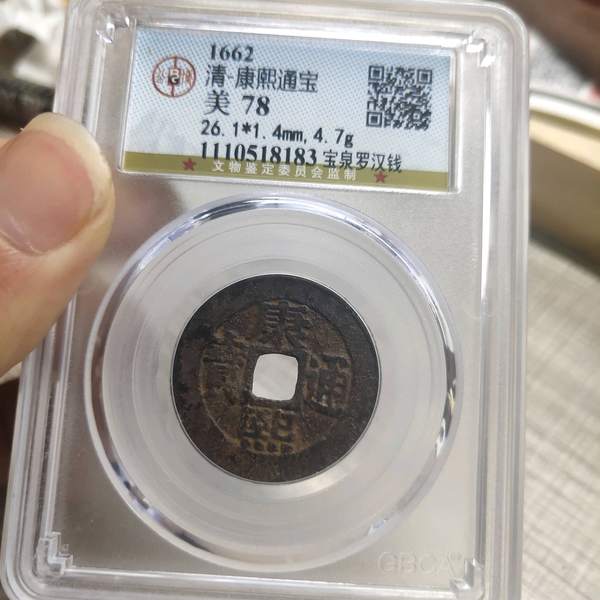 1662
清-康熙通宝
美 78
26.1*1.4mm,4.7g
1110518183 宝泉罗汉钱
文物鉴定委员会监制
康熙通寶
GBCA